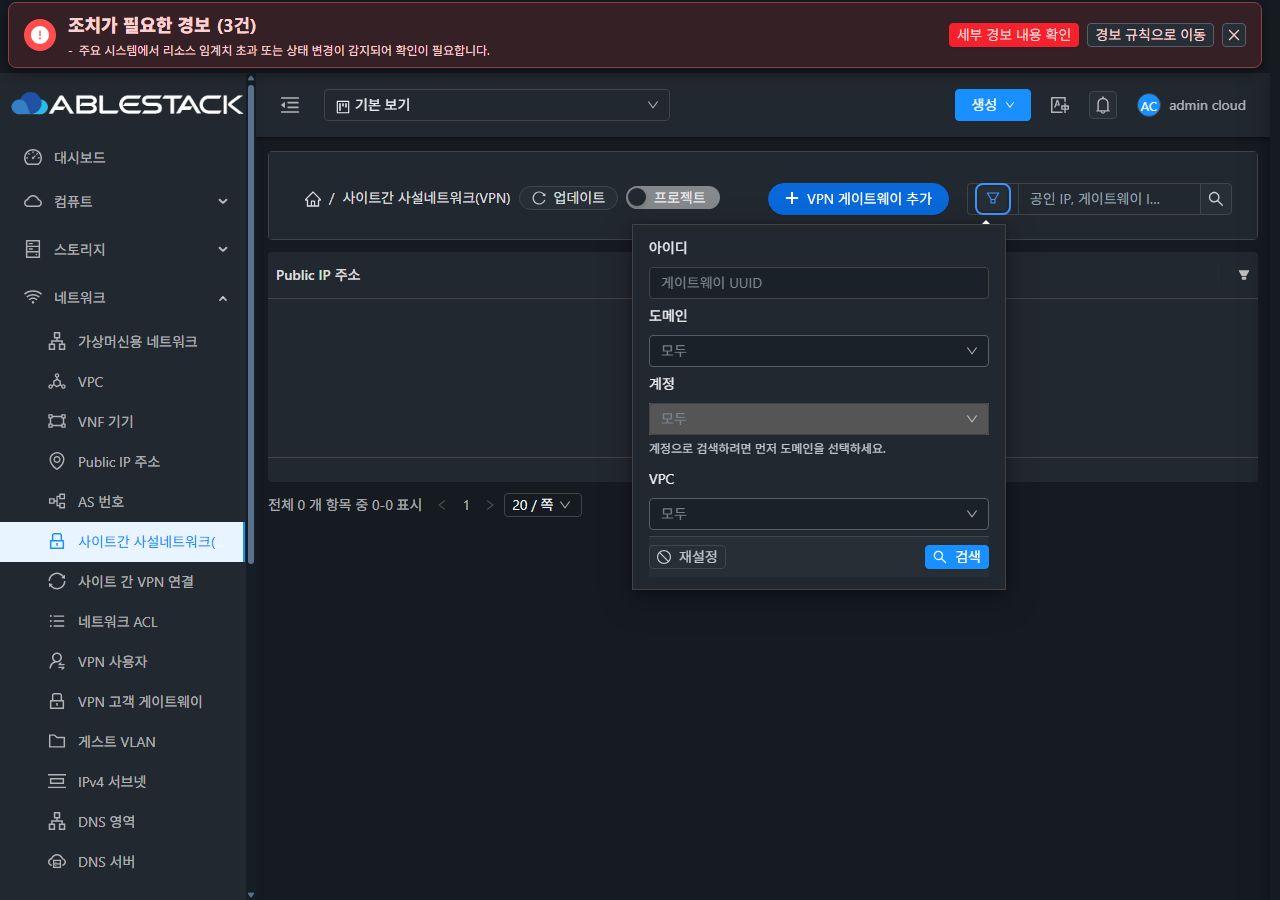 조치가 필요한 경보 (3건)
- 주요 시스템에서 리소스 임계치 초과 또는 상태 변경이 감지되어 확인이 필요합니다.
세부 경보 내용 확인
경보 규칙으로 이동
ABLESTACK
기본 보기
생성
AC
admin cloud
대시보드
컴퓨트
스토리지
네트워크
가상머신용 네트워크
VPC
VNF 기기
Public IP 주소
AS 번호
사이트간 사설네트워크(
사이트 간 VPN 연결
네트워크 ACL
VPN 사용자
VPN 고객 게이트웨이
게스트 VLAN
IPv4 서브넷
DNS 영역
DNS 서버
/ 사이트간 사설네트워크(VPN)
업데이트
프로젝트
VPN 게이트웨이 추가
공인 IP, 게이트웨이 I...
Public IP 주소
전체 0 개 항목 중 0-0 표시
1
20 / 쪽
아이디
게이트웨이 UUID
도메인
모두
계정
모두
계정으로 검색하려면 먼저 도메인을 선택하세요.
VPC
모두
재설정
검색